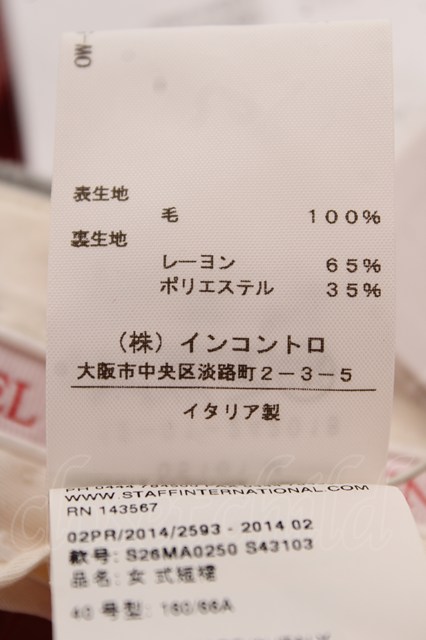 -MO
表生地
毛 100%
裏生地
レーヨン 65%
ポリエステル 35%
(株)インコントロ
大阪市中央区淡路町2-3-5
イタリア製
WWW.STAFFINTERNATIONAL.COM
RN 143567
02PR/2014/2593 - 2014 02
款号: S26MA0250 S43103
品名: 女式短裙
40 号型: 160/66A
EL